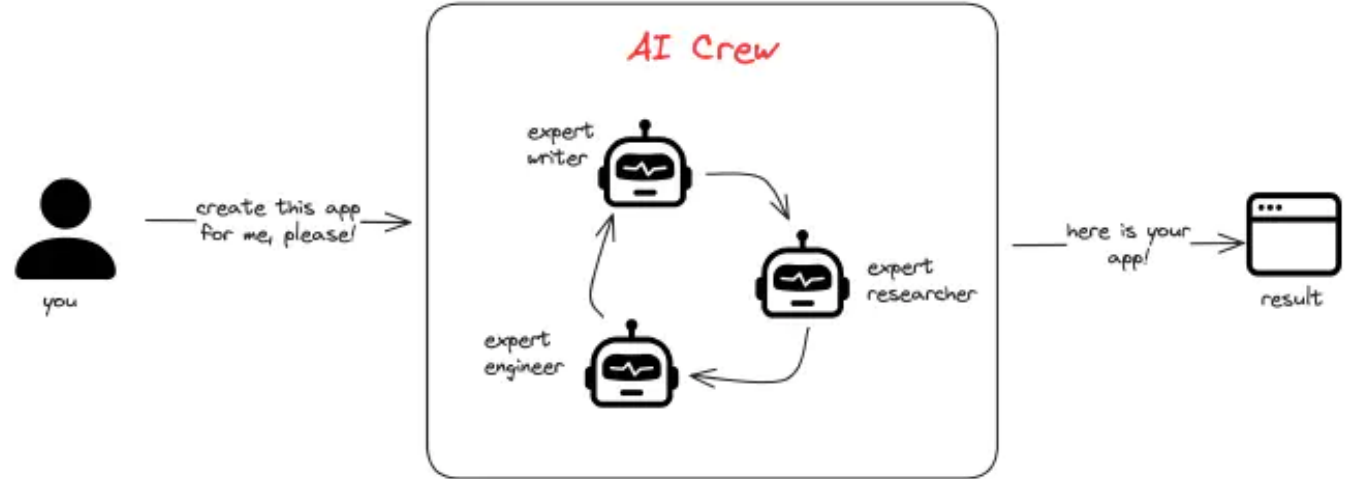 AI Crew
expert
writer
create this app
for me, please!
you
expert
researcher
expert
engineer
here is your
app!
result